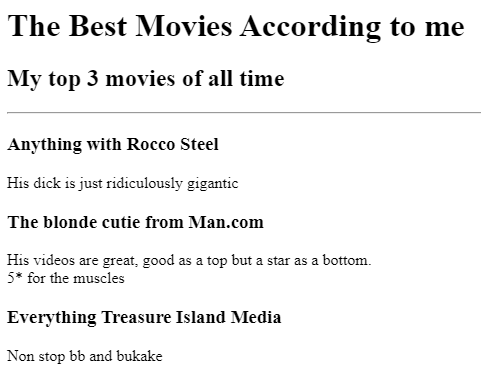 The Best Movies According to me
My top 3 movies of all time
Anything with Rocco Steel
His dick is just ridiculously gigantic
The blonde cutie from Man.com
His videos are great, good as a top but a star as a bottom.
5* for the muscles
Everything Treasure Island Media
Non stop bb and bukake